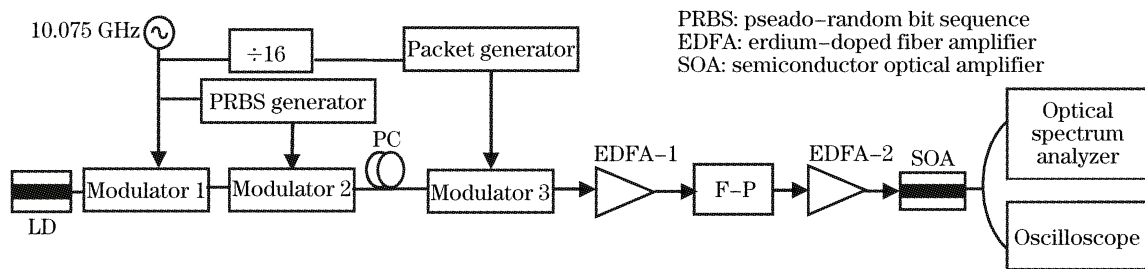 PRBS: pseado-random bit sequence
EDFA: erdium-doped fiber amplifier
SOA: semiconductor optical amplifier
10.075 GHz
÷16
Packet generator
PRBS generator
PC
Optical
spectrum
analyzer
EDFA-1
EDFA-2
SOA
Modulator 1
Modulator 2
Modulator 3
F-P
LD
Oscilloscope